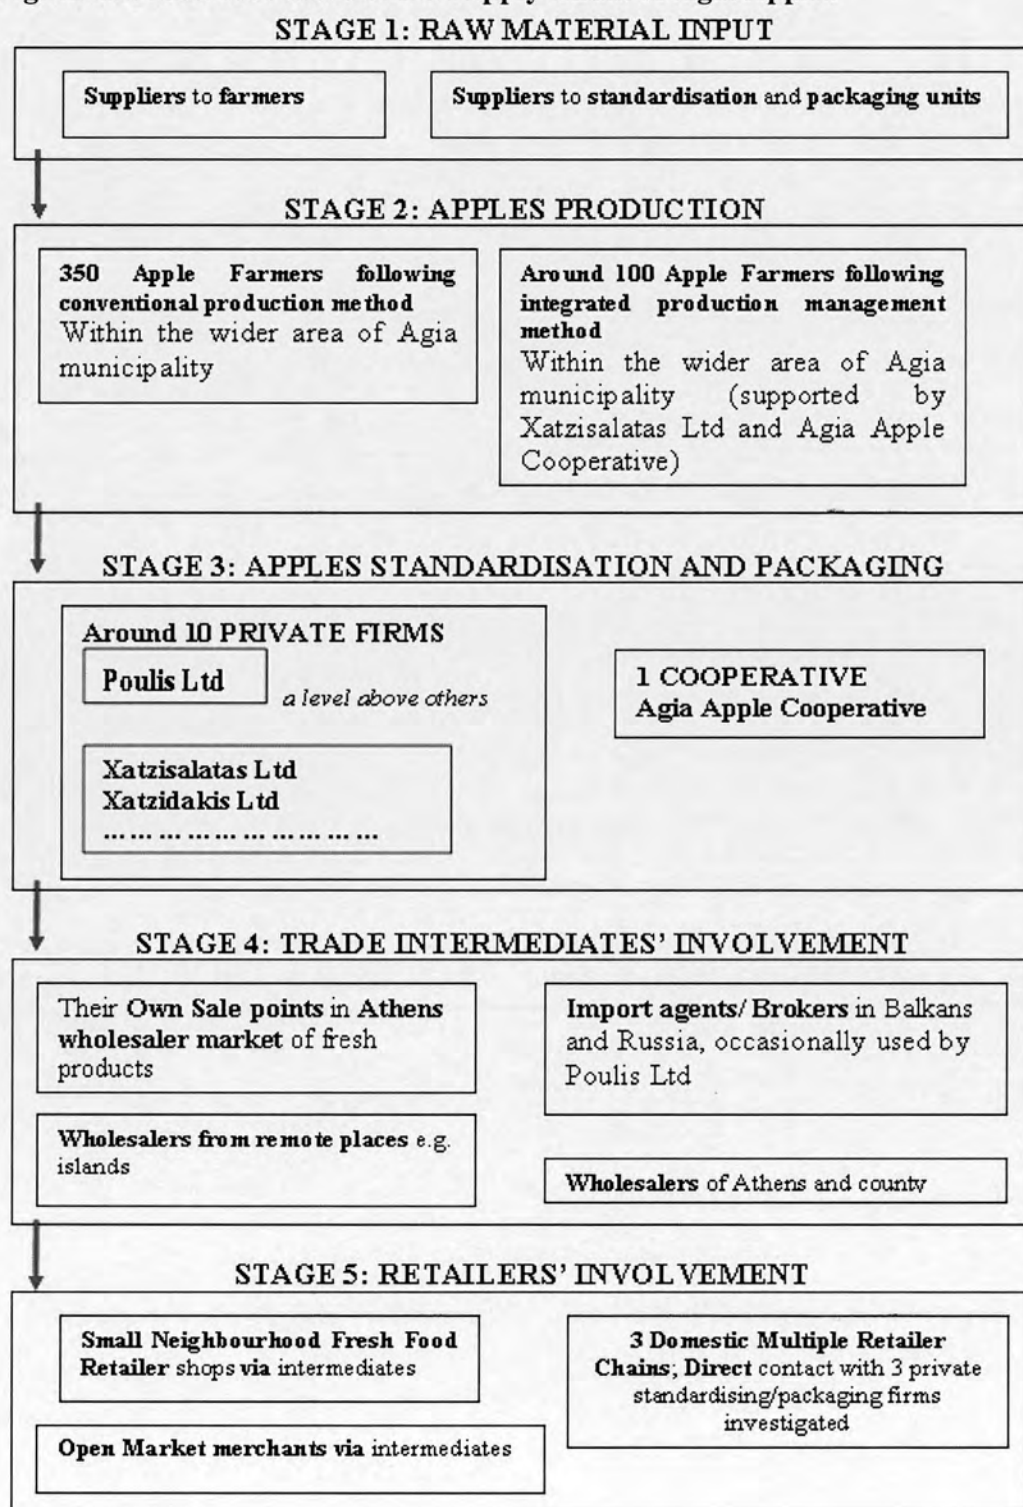 STAGE 1: RAW MATERIAL INPUT
Suppliers to farmers
Suppliers to standardisation and packaging units
STAGE 2: APPLES PRODUCTION
350 Apple Farmers following
conventional production method
Within the wider area of Agia
municipality
Around 100 Apple Farmers following
integrated production management
method
Within the wider area of Agia
municipality (supported by
Xatzisalatas Ltd and Agia Apple
Cooperative)
STAGE 3: APPLES STANDARDISATION AND PACKAGING
Around 10 PRIVATE FIRMS
Poulis Ltd
a level above others
Xatzisalatas Ltd
Xatzidakis Ltd
..............................
1 COOPERATIVE
Agia Apple Cooperative
STAGE 4: TRADE INTERMEDIATES' INVOLVEMENT
Their Own Sale points in Athens
wholesaler market of fresh
products
Import agents/ Brokers in Balkans
and Russia, occasionally used by
Poulis Ltd
Wholesalers from remote places e.g.
islands
Wholesalers of Athens and county
STAGE 5: RETAILERS' INVOLVEMENT
Small Neighbourhood Fresh Food
Retailer shops via intermediates
3 Domestic Multiple Retailer
Chains; Direct contact with 3 private
standardising/packaging firms
investigated
Open Market merchants via intermediates